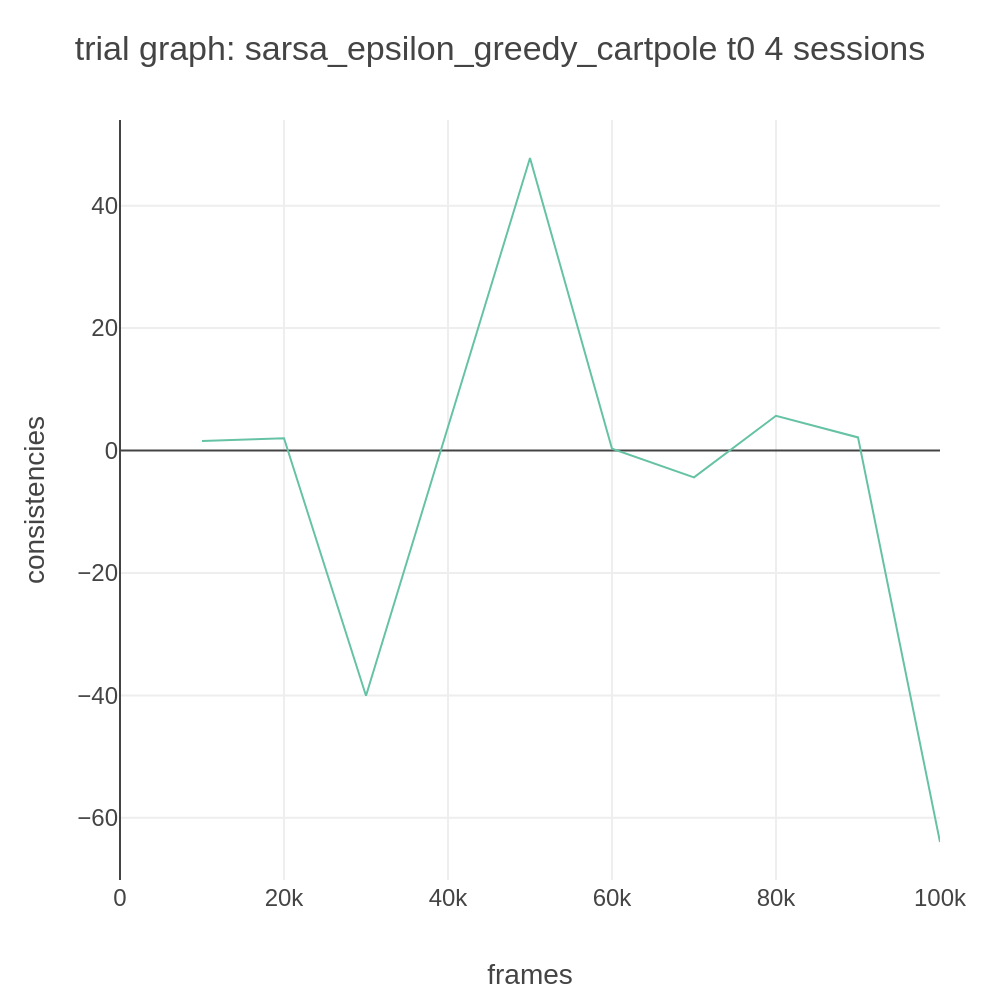 trial graph: sarsa_epsilon_greedy_cartpole t0 4 sessions
consistencies
40
20
0
−20
−40
−60
0
20k
40k
60k
80k
100k
frames